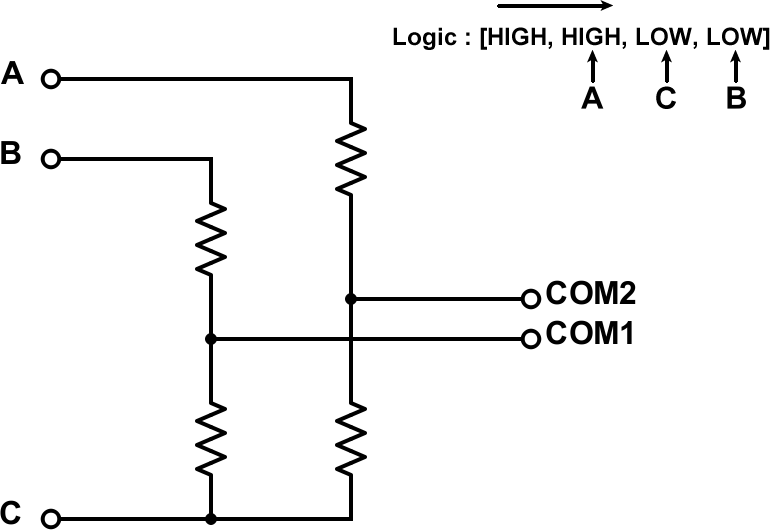 Logic : [HIGH, HIGH, LOW, LOW]
A C B
A
B
COM2
COM1
C